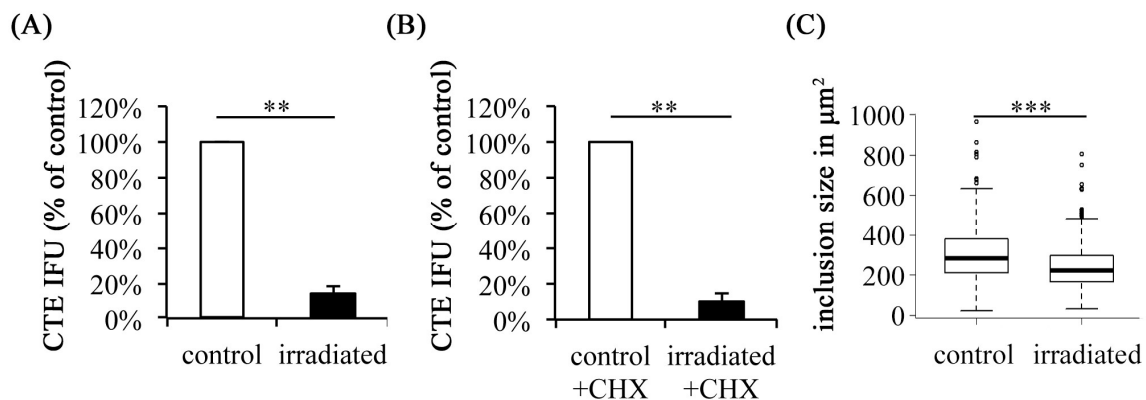 (A)
CTE IFU (% of control)
120%
100%
80%
60%
40%
20%
0%
**
control
irradiated
(B)
CTE IFU (% of control)
120%
100%
80%
60%
40%
20%
0%
**
control
+CHX
irradiated
+CHX
(C)
inclusion size in µm²
1000
800
600
400
200
0
***
control
irradiated